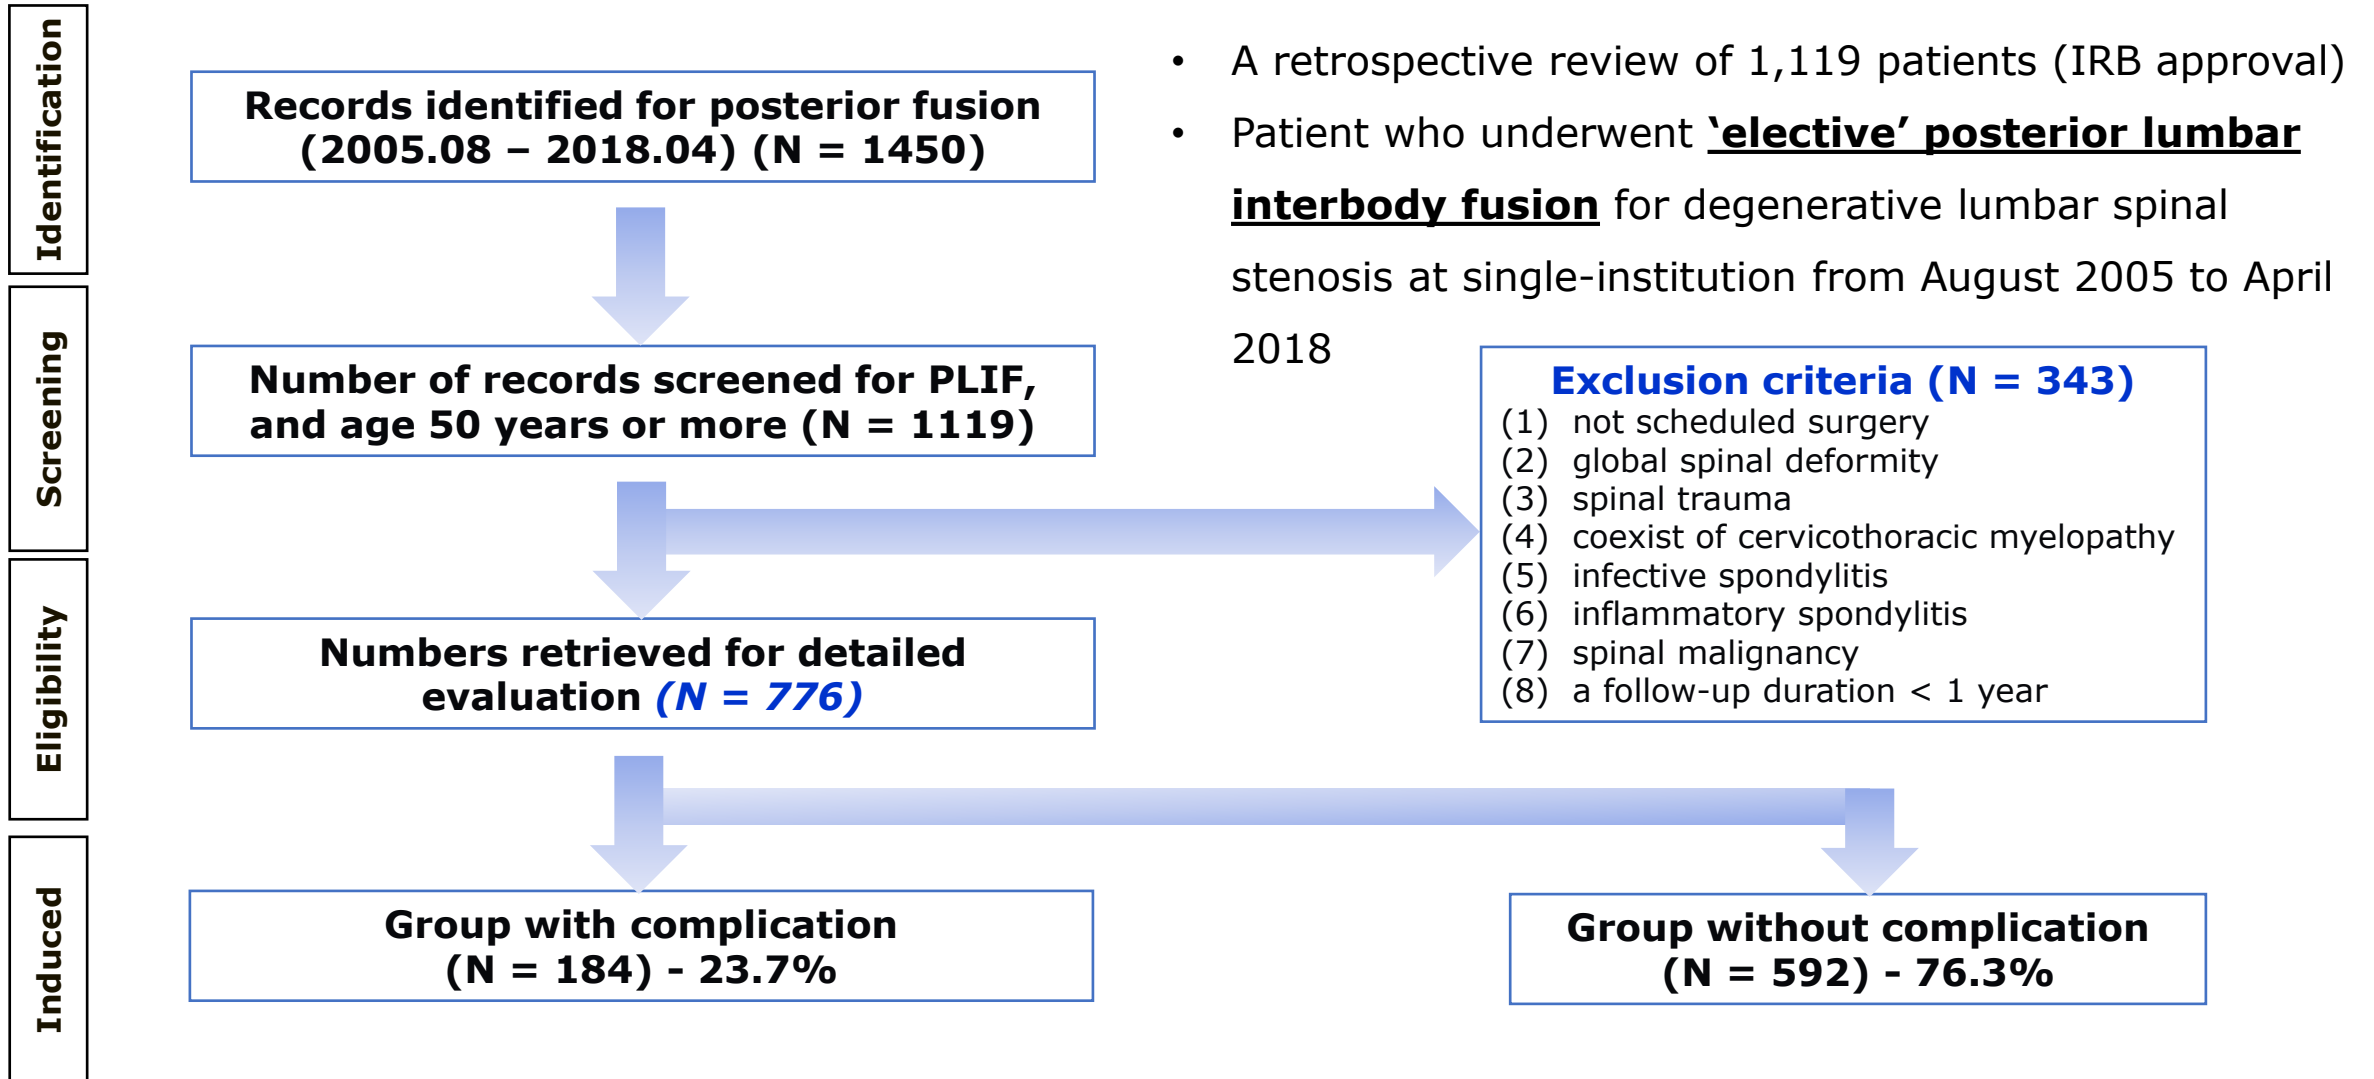 Identification
Records identified for posterior fusion
(2005.08 – 2018.04) (N = 1450)
• A retrospective review of 1,119 patients (IRB approval)
• Patient who underwent ‘elective’ posterior lumbar
interbody fusion for degenerative lumbar spinal
stenosis at single-institution from August 2005 to April
2018
Screening
Number of records screened for PLIF,
and age 50 years or more (N = 1119)
Exclusion criteria (N = 343)
(1) not scheduled surgery
(2) global spinal deformity
(3) spinal trauma
(4) coexist of cervicothoracic myelopathy
(5) infective spondylitis
(6) inflammatory spondylitis
(7) spinal malignancy
(8) a follow-up duration < 1 year
Eligibility
Numbers retrieved for detailed
evaluation (N = 776)
Induced
Group with complication
(N = 184) - 23.7%
Group without complication
(N = 592) - 76.3%